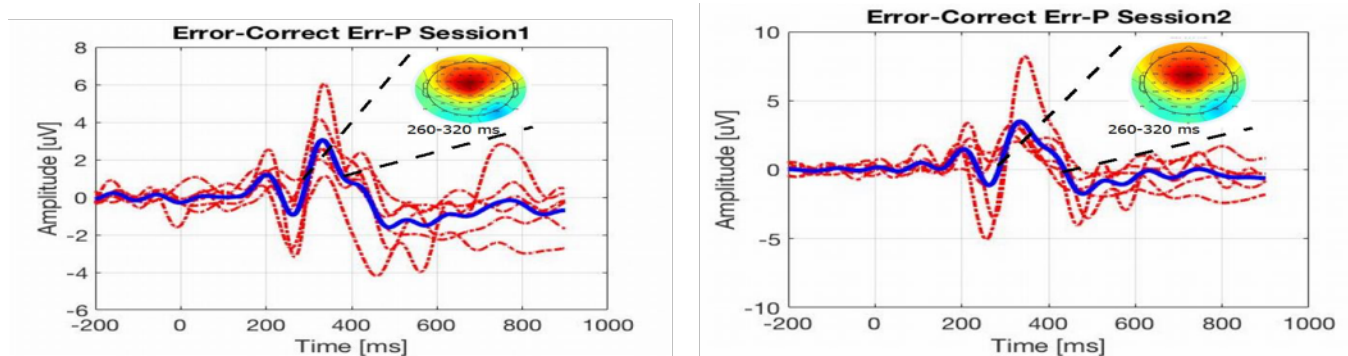 Error-Correct Err-P Session1
8
6
4
2
0
-2
-4
-6
Amplitude [uV]
260-320 ms
-200 0 200 400 600 800 1000
Time [ms]
Error-Correct Err-P Session2
10
5
0
-5
-10
Amplitude [uV]
260-320 ms
-200 0 200 400 600 800 1000
Time [ms]